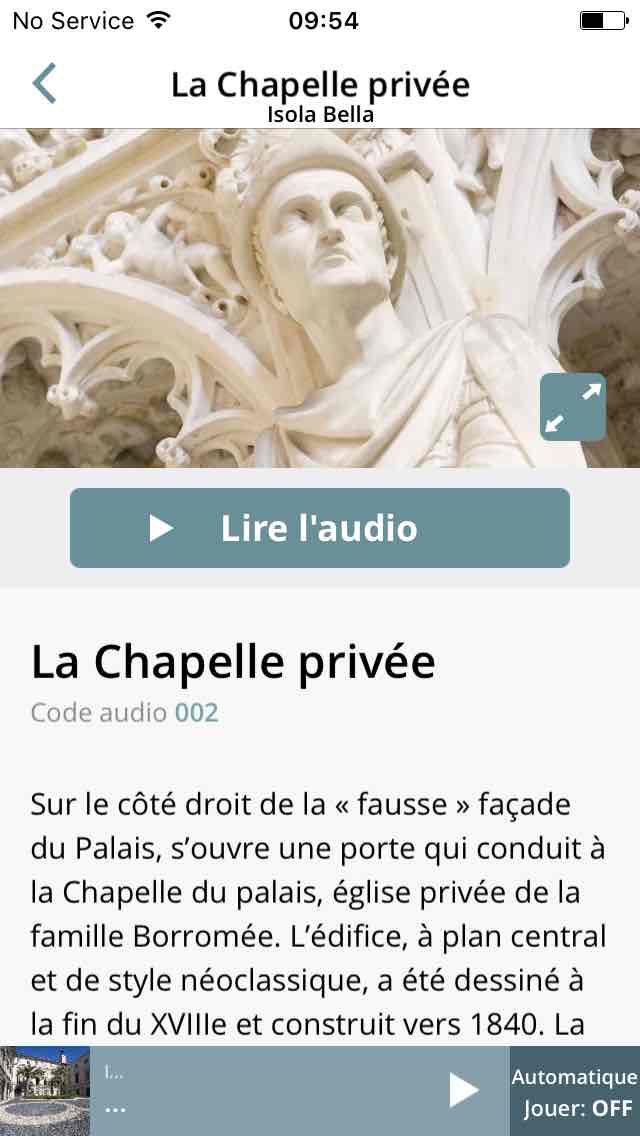 No Service 09:54
La Chapelle privée
Isola Bella
Lire l'audio
La Chapelle privée
Code audio 002
Sur le côté droit de la « fausse » façade
du Palais, s’ouvre une porte qui conduit à
la Chapelle du palais, église privée de la
famille Borromée. L’édifice, à plan central
et de style néoclassique, a été dessiné à
la fin du XVIIIe et construit vers 1840. La
I...
...
Automatique
Jouer: OFF